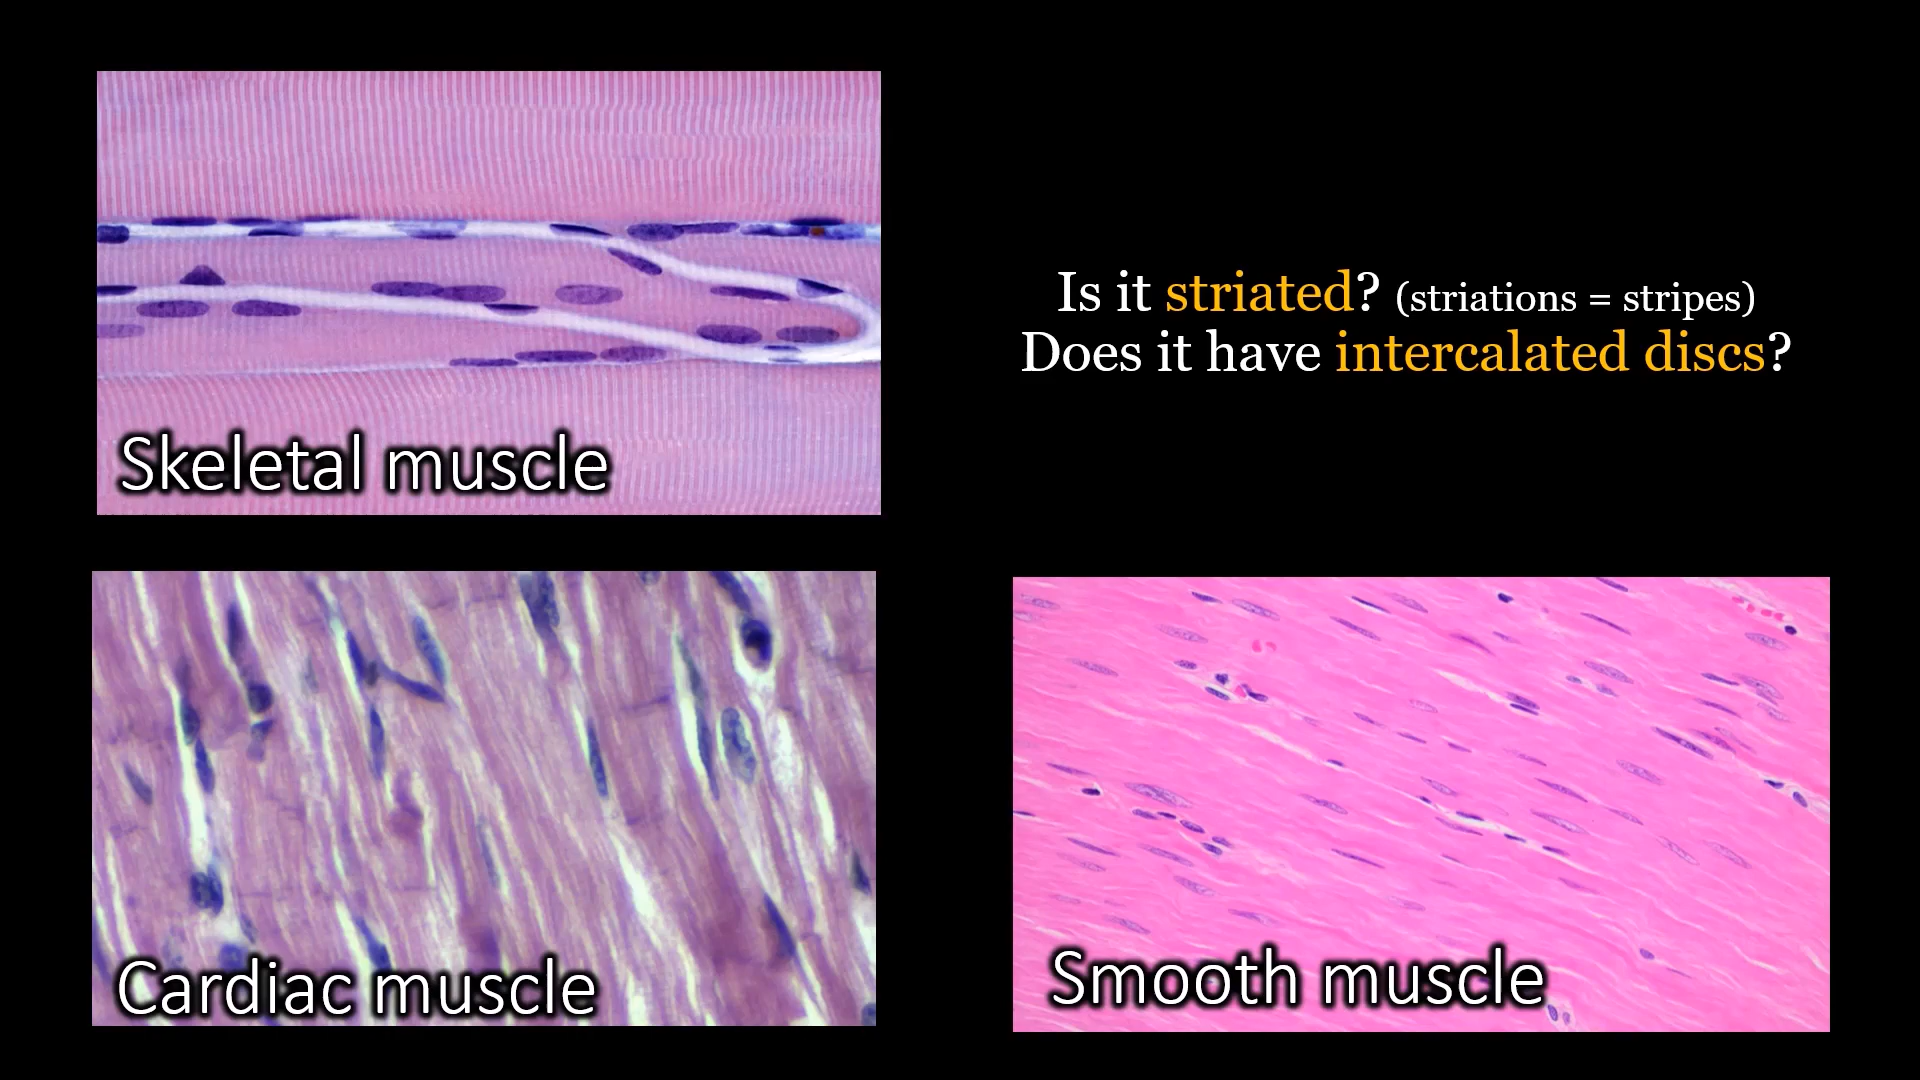 Is it striated? (striations = stripes)
Does it have intercalated discs?
Skeletal muscle
Cardiac muscle
Smooth muscle